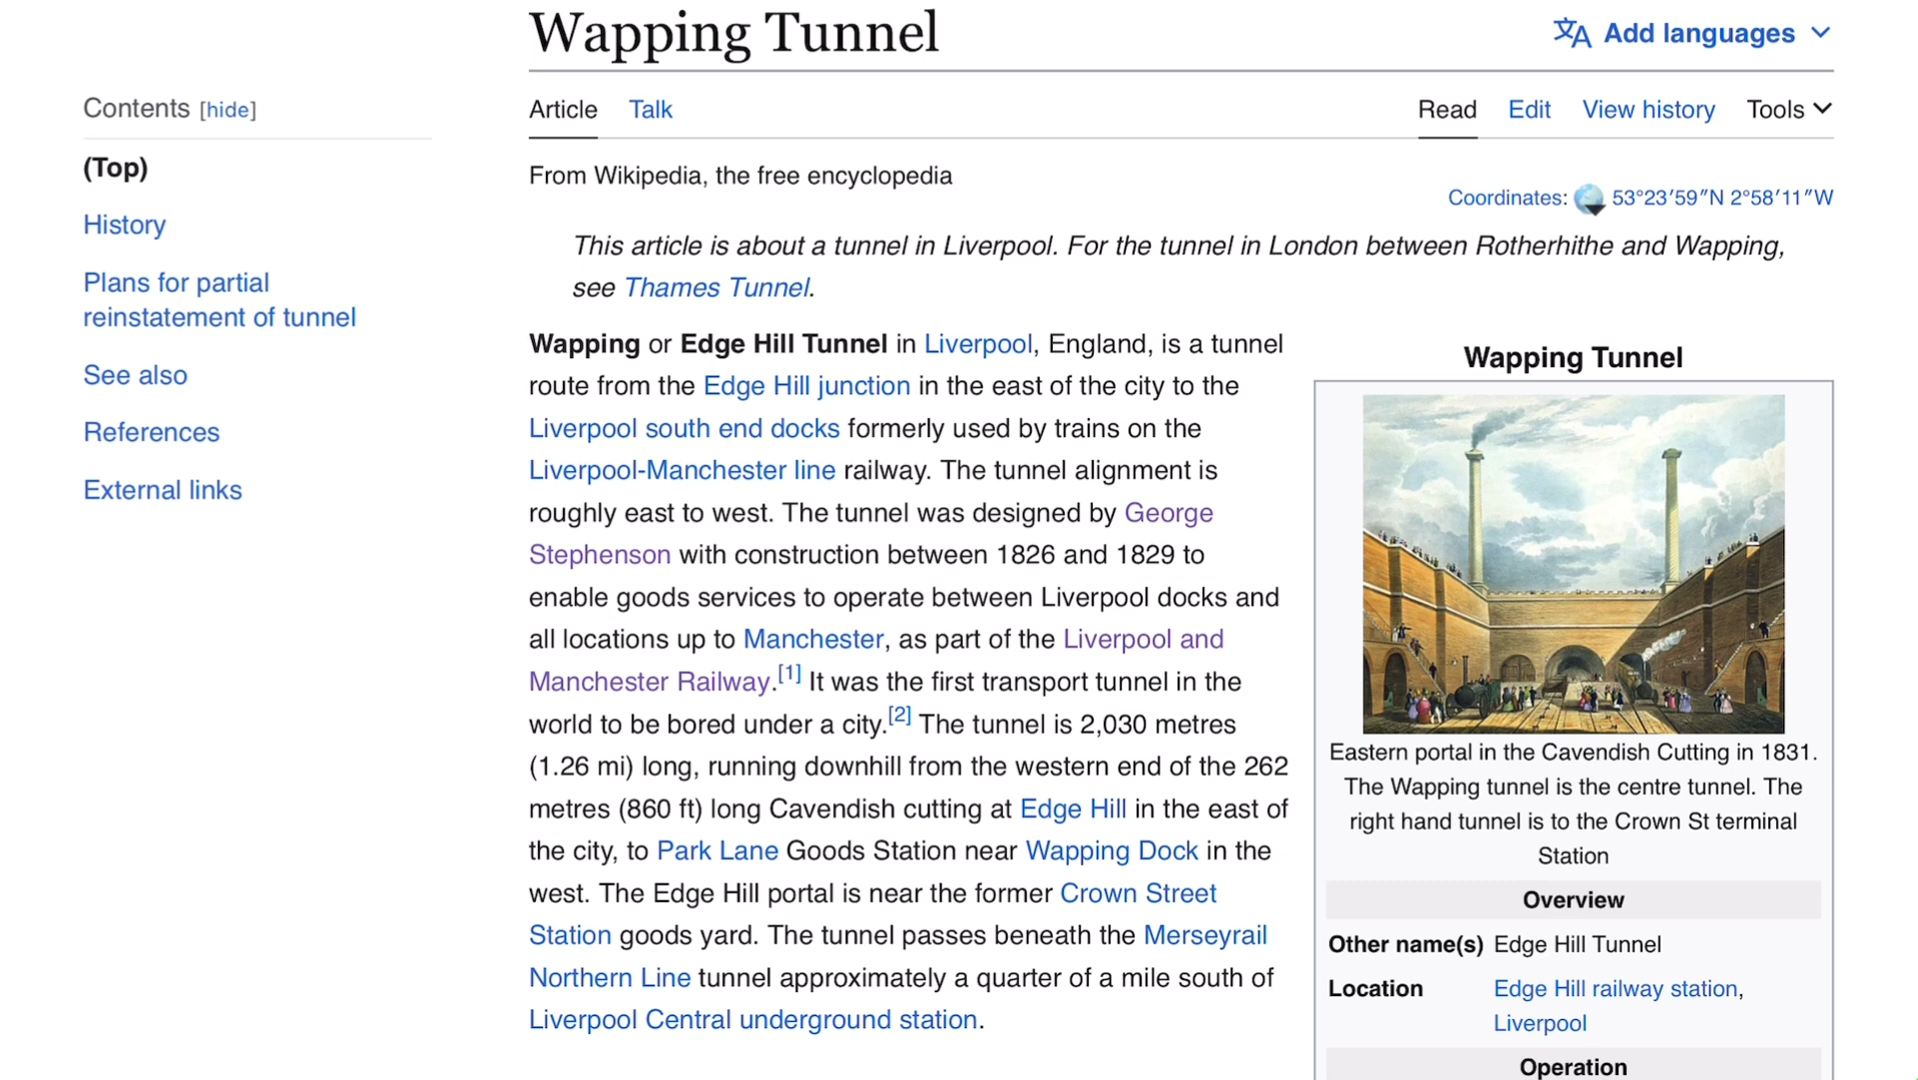 Wapping Tunnel
Add languages
Contents [hide]
(Top)
History
Plans for partial
reinstatement of tunnel
See also
References
External links
Article Talk
Read Edit View history Tools
From Wikipedia, the free encyclopedia
Coordinates: 53°23′59″N 2°58′11″W
This article is about a tunnel in Liverpool. For the tunnel in London between Rotherhithe and Wapping,
see Thames Tunnel.
Wapping or Edge Hill Tunnel in Liverpool, England, is a tunnel
route from the Edge Hill junction in the east of the city to the
Liverpool south end docks formerly used by trains on the
Liverpool-Manchester line railway. The tunnel alignment is
roughly east to west. The tunnel was designed by George
Stephenson with construction between 1826 and 1829 to
enable goods services to operate between Liverpool docks and
all locations up to Manchester, as part of the Liverpool and
Manchester Railway.[1] It was the first transport tunnel in the
world to be bored under a city.[2] The tunnel is 2,030 metres
(1.26 mi) long, running downhill from the western end of the 262
metres (860 ft) long Cavendish cutting at Edge Hill in the east of
the city, to Park Lane Goods Station near Wapping Dock in the
west. The Edge Hill portal is near the former Crown Street
Station goods yard. The tunnel passes beneath the Merseyrail
Northern Line tunnel approximately a quarter of a mile south of
Liverpool Central underground station.
Wapping Tunnel
Eastern portal in the Cavendish Cutting in 1831.
The Wapping tunnel is the centre tunnel. The
right hand tunnel is to the Crown St terminal
Station
Overview
Other name(s) Edge Hill Tunnel
Location Edge Hill railway station,
Liverpool
Operation